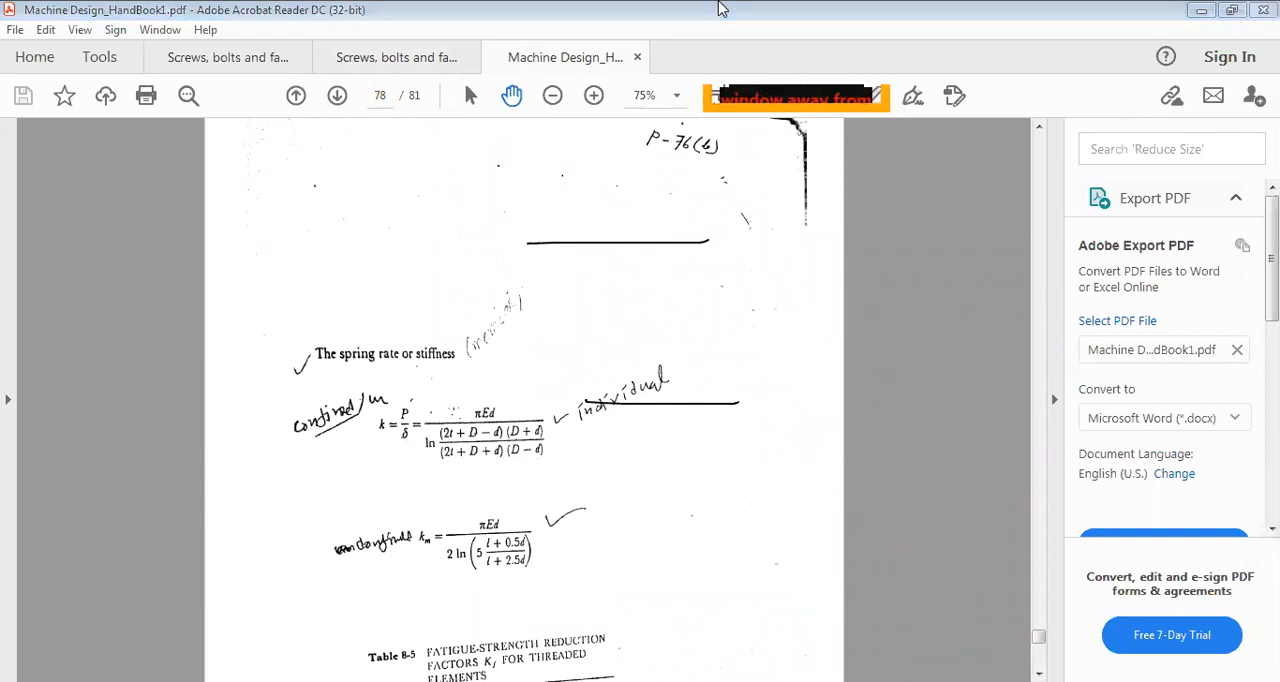 Machine Design_HandBook1.pdf - Adobe Acrobat Reader DC (32-bit)
File Edit View Sign Window Help
Home Tools Screws, bolts and fa... Screws, bolts and fa... Machine Design_H... × Sign In
78 / 81 75% window away from
P-76(b)
Search 'Reduce Size'
Export PDF
Adobe Export PDF
Convert PDF Files to Word
or Excel Online
Select PDF File
Machine D...dBook1.pdf
Convert to
Microsoft Word (*.docx)
Document Language:
English (U.S.) Change
Convert, edit and e-sign PDF
forms & agreements
Free 7-Day Trial
The spring rate or stiffness
k = P/δ = πEd / ln (2t + D − d) (D + d) / (2t + D + d) (D − d) individual
k_m = πEd / 2 ln (5 l + 0.5d / l + 2.5d)
Table 8-5 FATIGUE-STRENGTH REDUCTION
FACTORS K_f FOR THREADED
ELEMENTS